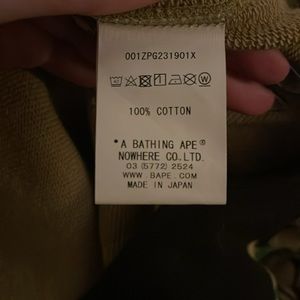 001ZPG231901X
100% COTTON
*A BATHING APE®
NOWHERE CO., LTD.
03 (5772) 2524
WWW.BAPE.COM
MADE IN JAPAN